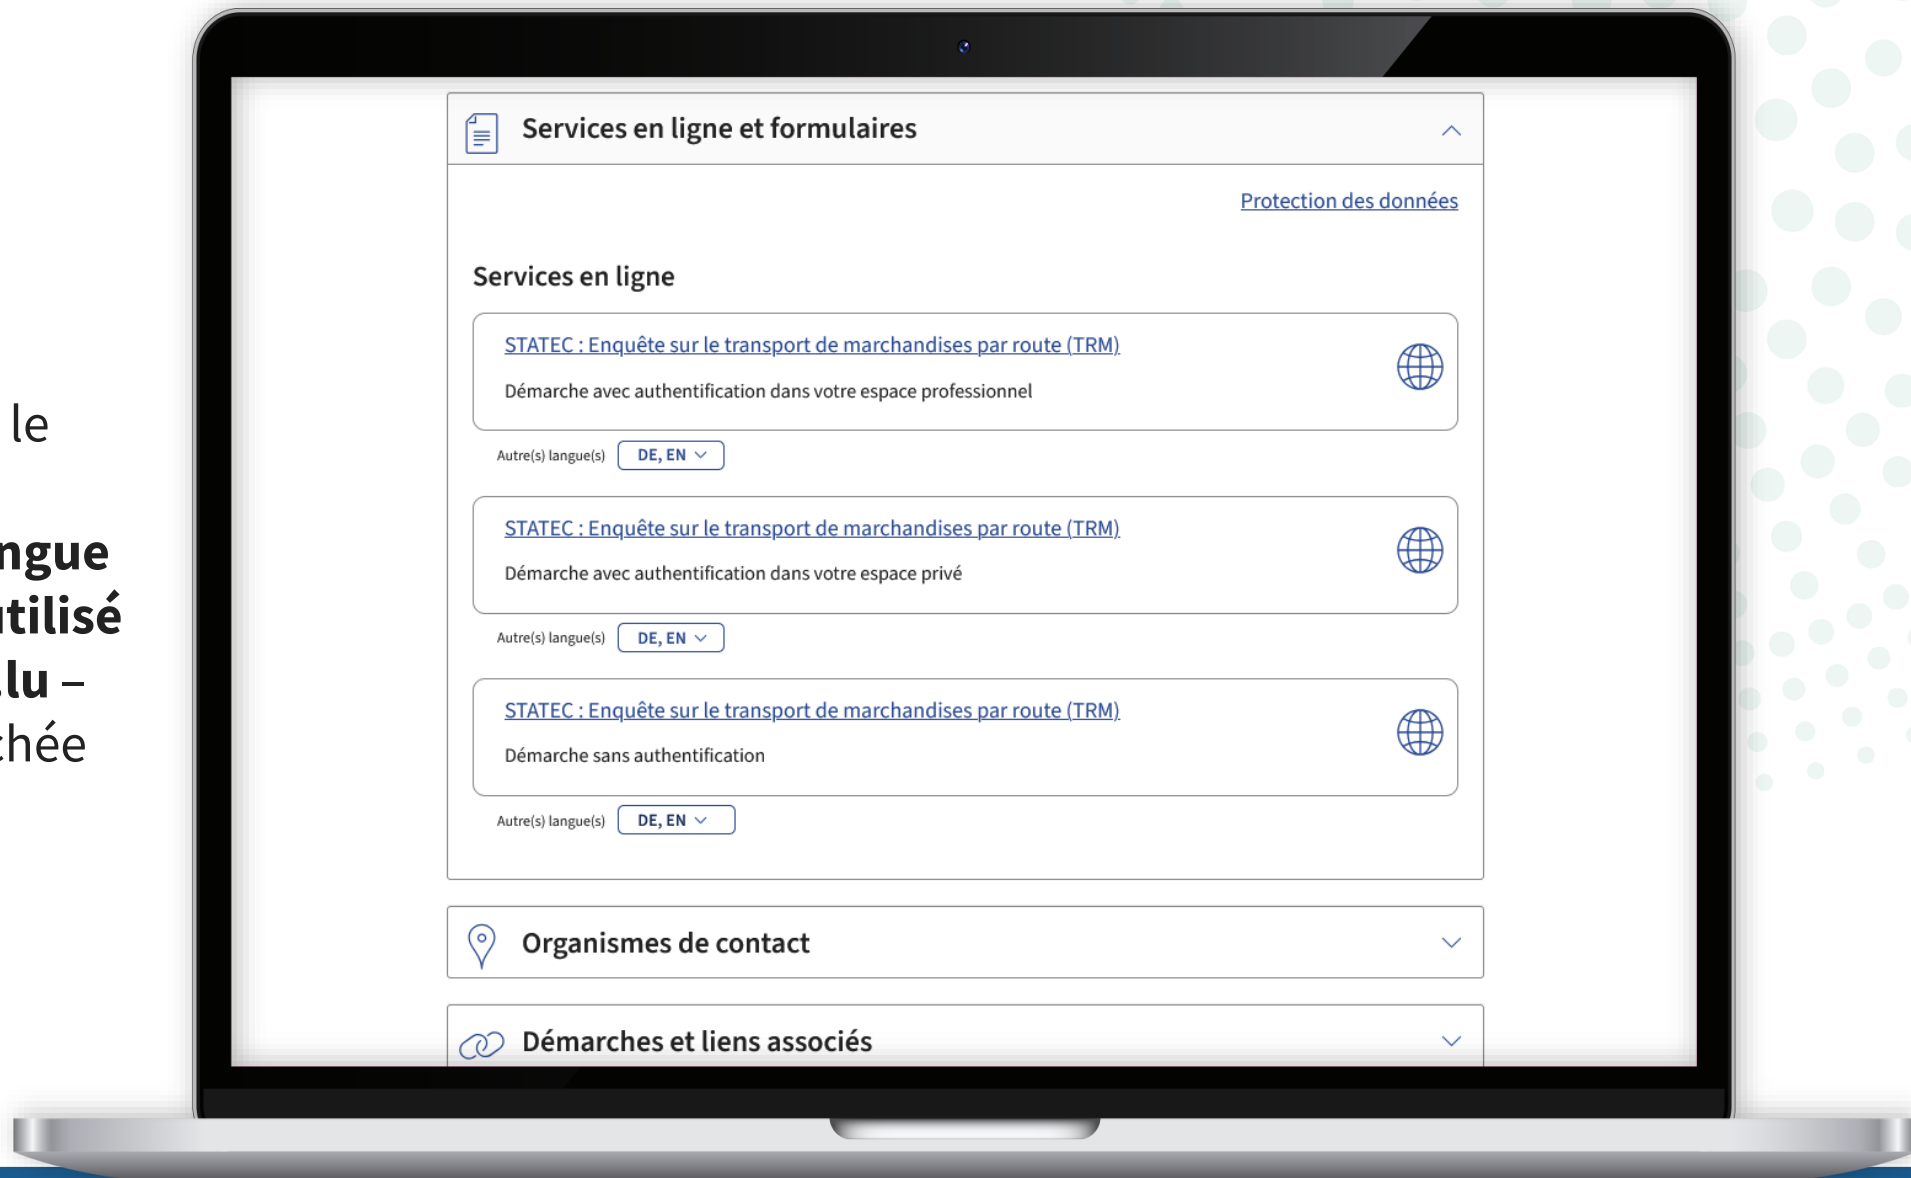 le
ngue
utilisé
.lu –
chée
Services en ligne et formulaires
Protection des données
Services en ligne
STATEC : Enquête sur le transport de marchandises par route (TRM)
Démarche avec authentification dans votre espace professionnel
Autre(s) langue(s) DE, EN
STATEC : Enquête sur le transport de marchandises par route (TRM)
Démarche avec authentification dans votre espace privé
Autre(s) langue(s) DE, EN
STATEC : Enquête sur le transport de marchandises par route (TRM)
Démarche sans authentification
Autre(s) langue(s) DE, EN
Organismes de contact
Démarches et liens associés